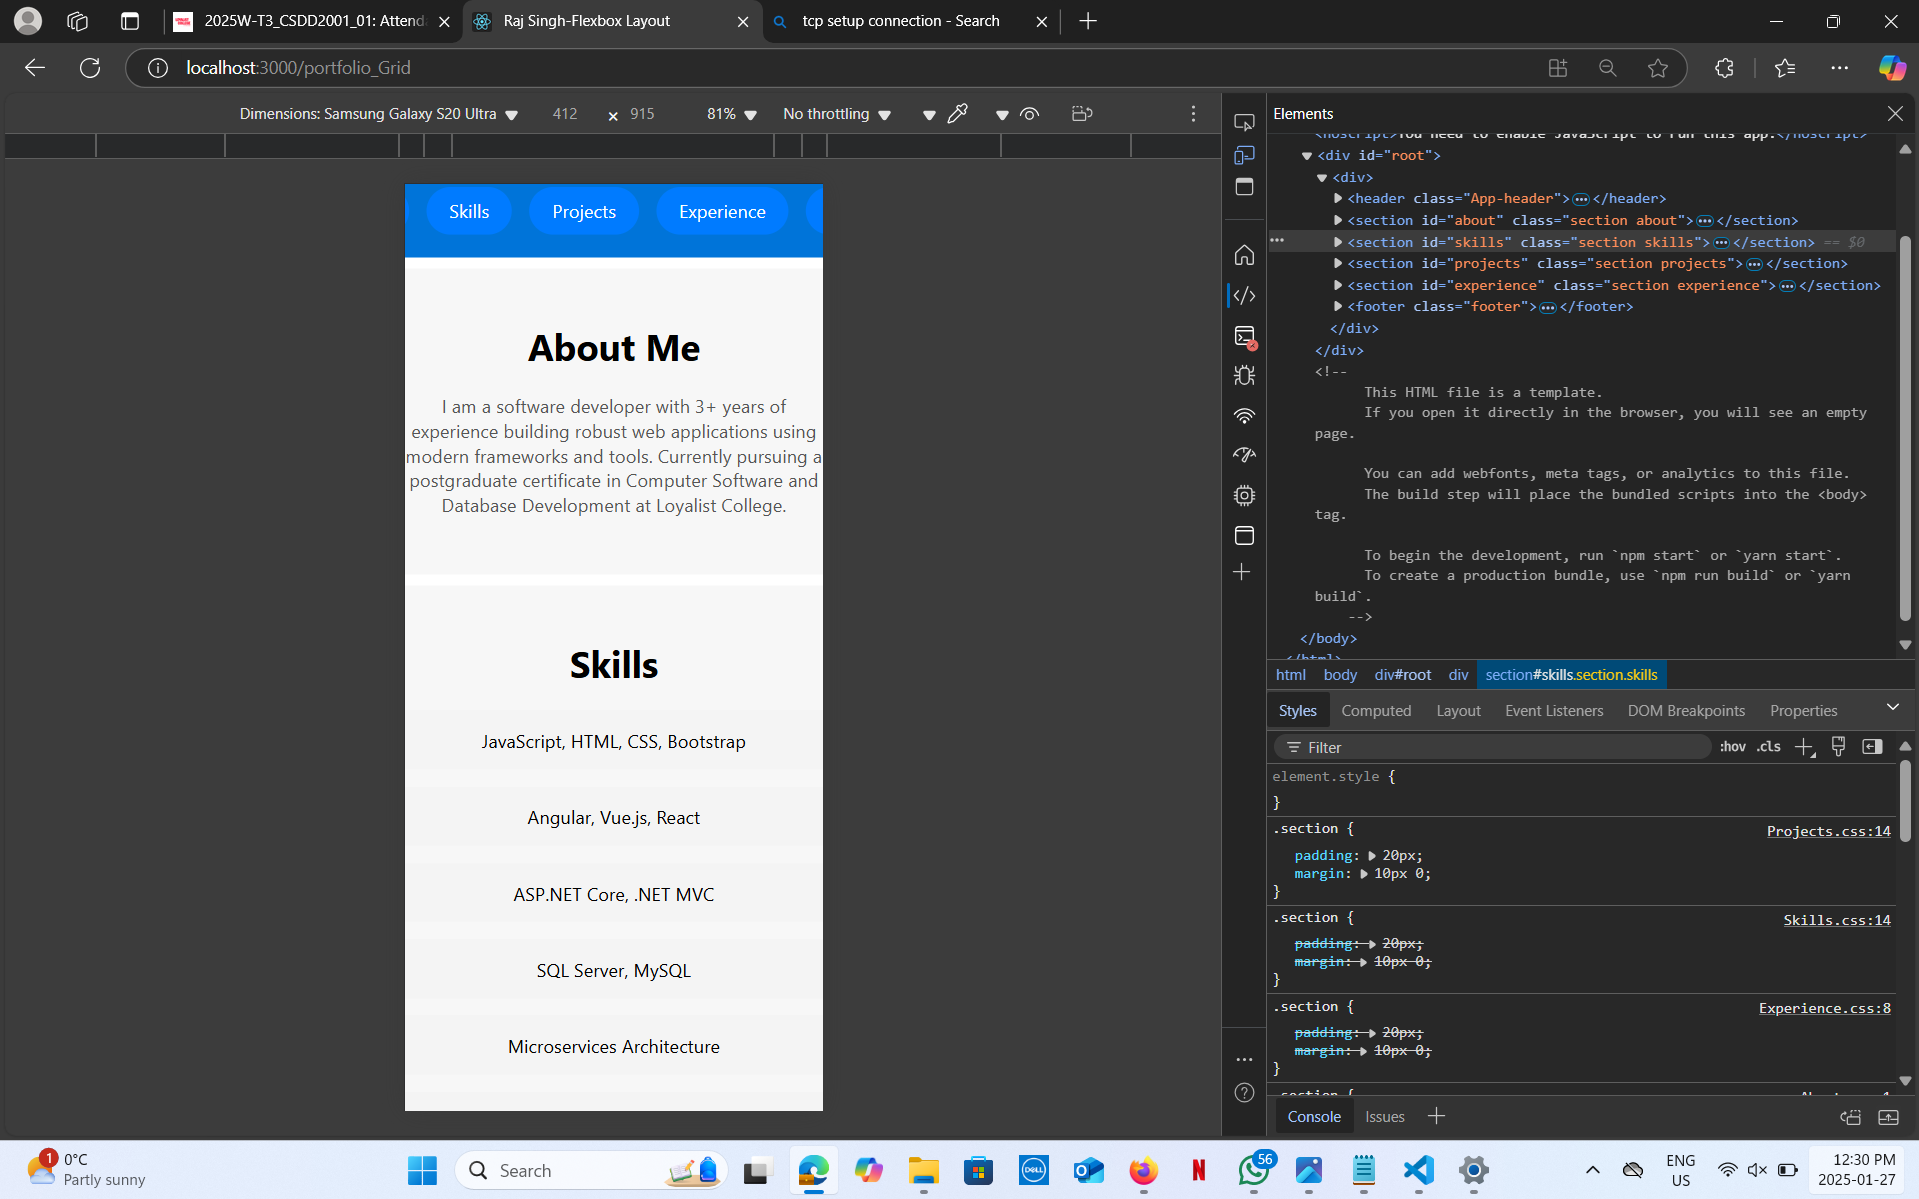 2025W-T3_CSDD2001_01: Attend
Raj Singh-Flexbox Layout
tcp setup connection - Search
localhost:3000/portfolio_Grid
Dimensions: Samsung Galaxy S20 Ultra
412
×
915
81%
No throttling
Skills
Projects
Experience
About Me
I am a software developer with 3+ years of
experience building robust web applications using
modern frameworks and tools. Currently pursuing a
postgraduate certificate in Computer Software and
Database Development at Loyalist College.
Skills
JavaScript, HTML, CSS, Bootstrap
Angular, Vue.js, React
ASP.NET Core, .NET MVC
SQL Server, MySQL
Microservices Architecture
Elements
<noscript>You need to enable JavaScript to run this app.</noscript>
<div id="root">
<div>
<header class="App-header"> ••• </header>
<section id="about" class="section about"> ••• </section>
<section id="skills" class="section skills"> ••• </section> == $0
<section id="projects" class="section projects"> ••• </section>
<section id="experience" class="section experience"> ••• </section>
<footer class="footer"> ••• </footer>
</div>
</div>
<!--
This HTML file is a template.
If you open it directly in the browser, you will see an empty
page.
You can add webfonts, meta tags, or analytics to this file.
The build step will place the bundled scripts into the <body>
tag.
To begin the development, run `npm start` or `yarn start`.
To create a production bundle, use `npm run build` or `yarn
build`.
-->
</body>
</html>
html body div#root div section#skills.section.skills
Styles Computed Layout Event Listeners DOM Breakpoints Properties
Filter
:hov .cls
element.style {
}
.section {
Projects.css:14
padding: 20px;
margin: 10px 0;
}
.section {
Skills.css:14
padding: 20px;
margin: 10px 0;
}
.section {
Experience.css:8
padding: 20px;
margin: 10px 0;
}
.section {
Console
Issues
1
0°C
Partly sunny
Search
DELL
N
56
ENG
US
12:30 PM
2025-01-27